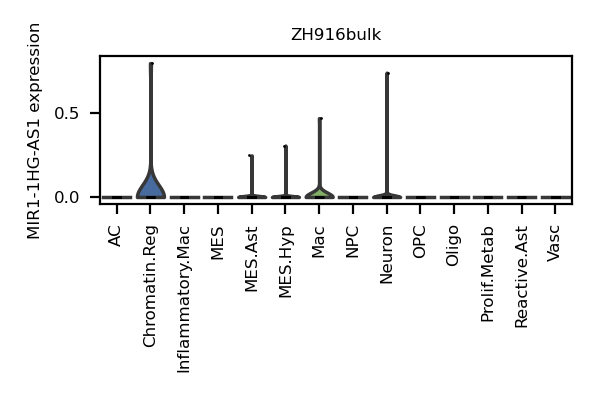 ZH916bulk
MIR1-1HG-AS1 expression
0.5
0.0
AC
Chromatin.Reg
Inflammatory.Mac
MES
MES.Ast
MES.Hyp
Mac
NPC
Neuron
OPC
Oligo
Prolif.Metab
Reactive.Ast
Vasc